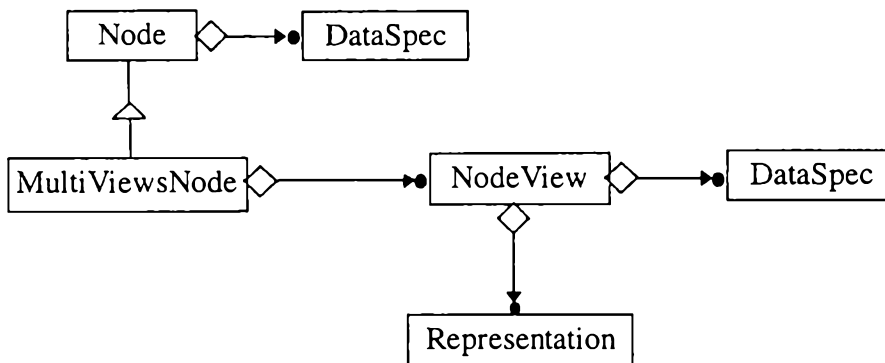 Node
DataSpec
MultiViewsNode
NodeView
DataSpec
Representation